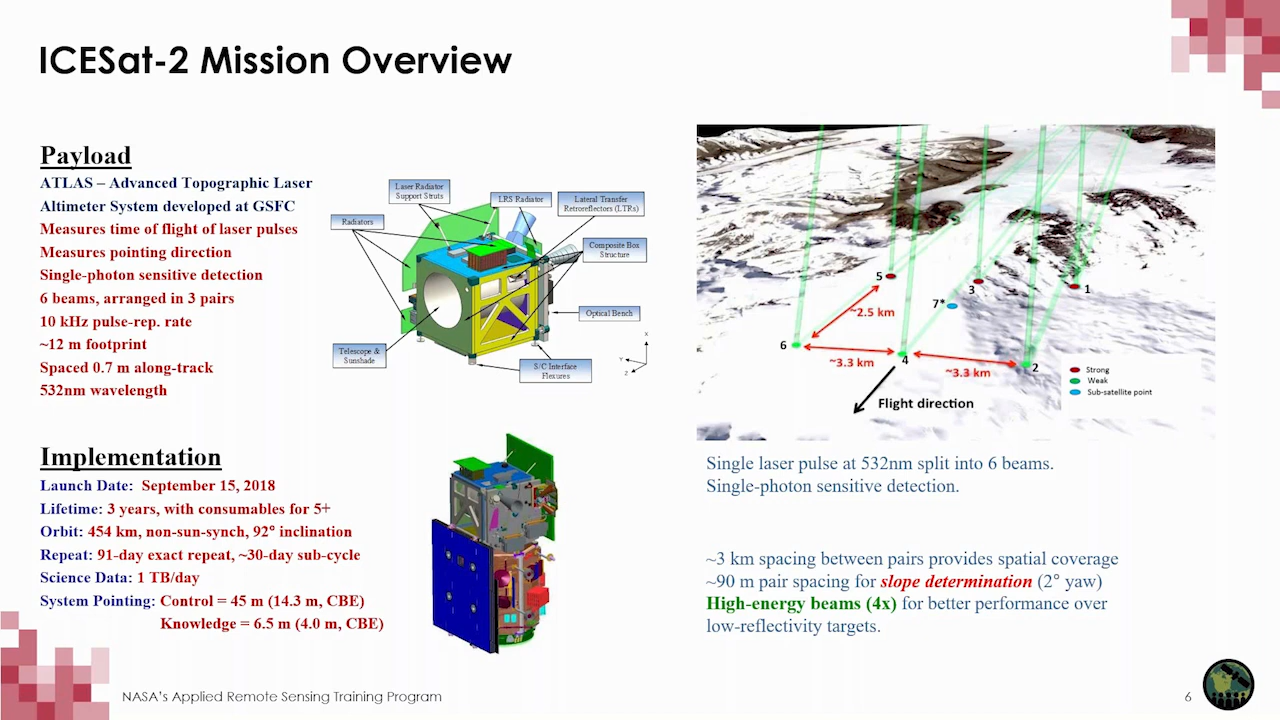 ICESat-2 Mission Overview
Payload
ATLAS – Advanced Topographic Laser
Altimeter System developed at GSFC
Measures time of flight of laser pulses
Measures pointing direction
Single-photon sensitive detection
6 beams, arranged in 3 pairs
10 kHz pulse-rep. rate
~12 m footprint
Spaced 0.7 m along-track
532nm wavelength
Laser Radiator
Support Struts
LRS Radiator
Lateral Transfer
Retroreflectors (LTRs)
Radiators
Composite Box
Structure
Optical Bench
Telescope &
Sunshade
S/C Interface
Flexures
X
Y
Z
Implementation
Launch Date: September 15, 2018
Lifetime: 3 years, with consumables for 5+
Orbit: 454 km, non-sun-synch, 92° inclination
Repeat: 91-day exact repeat, ~30-day sub-cycle
Science Data: 1 TB/day
System Pointing: Control = 45 m (14.3 m, CBE)
Knowledge = 6.5 m (4.0 m, CBE)
5
3
1
7*
~2.5 km
6
~3.3 km
4
~3.3 km
2
Flight direction
Strong
Weak
Sub-satellite point
Single laser pulse at 532nm split into 6 beams.
Single-photon sensitive detection.
~3 km spacing between pairs provides spatial coverage
~90 m pair spacing for slope determination (2° yaw)
High-energy beams (4x) for better performance over
low-reflectivity targets.
NASA's Applied Remote Sensing Training Program
6